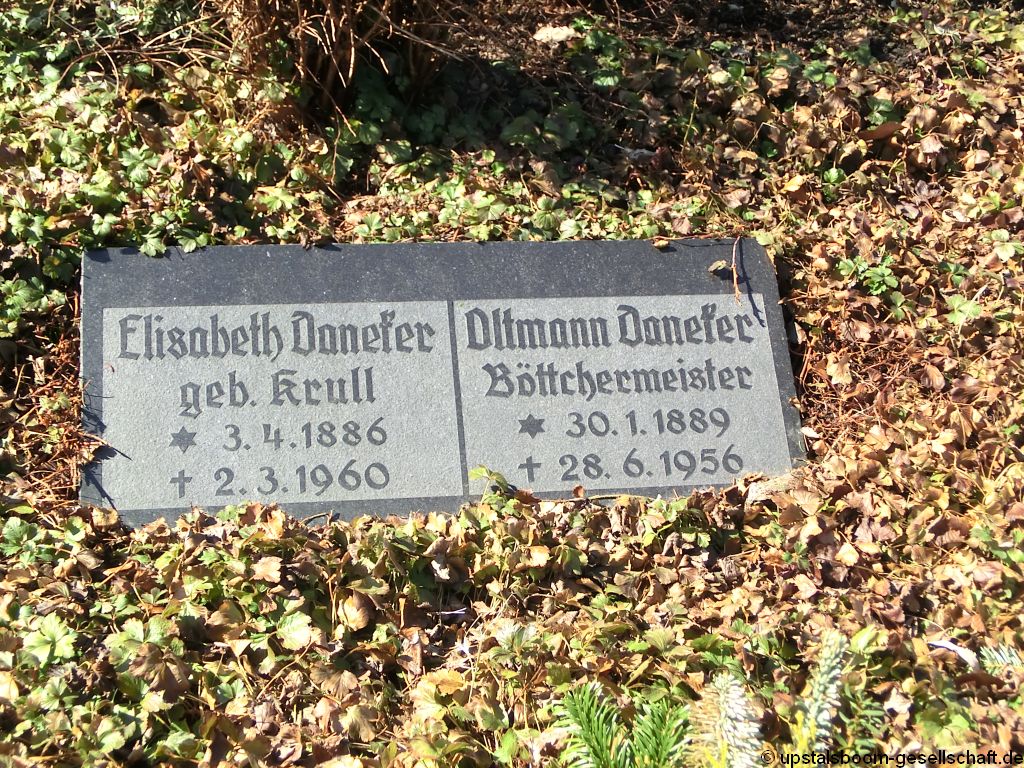 Elisabeth Daneker
geb. Krull
✶ 3.4.1886
† 2.3.1960
Oltmann Daneker
Böttchermeister
✶ 30.1.1889
† 28.6.1956
© upstalsboom-gesellschaft.de